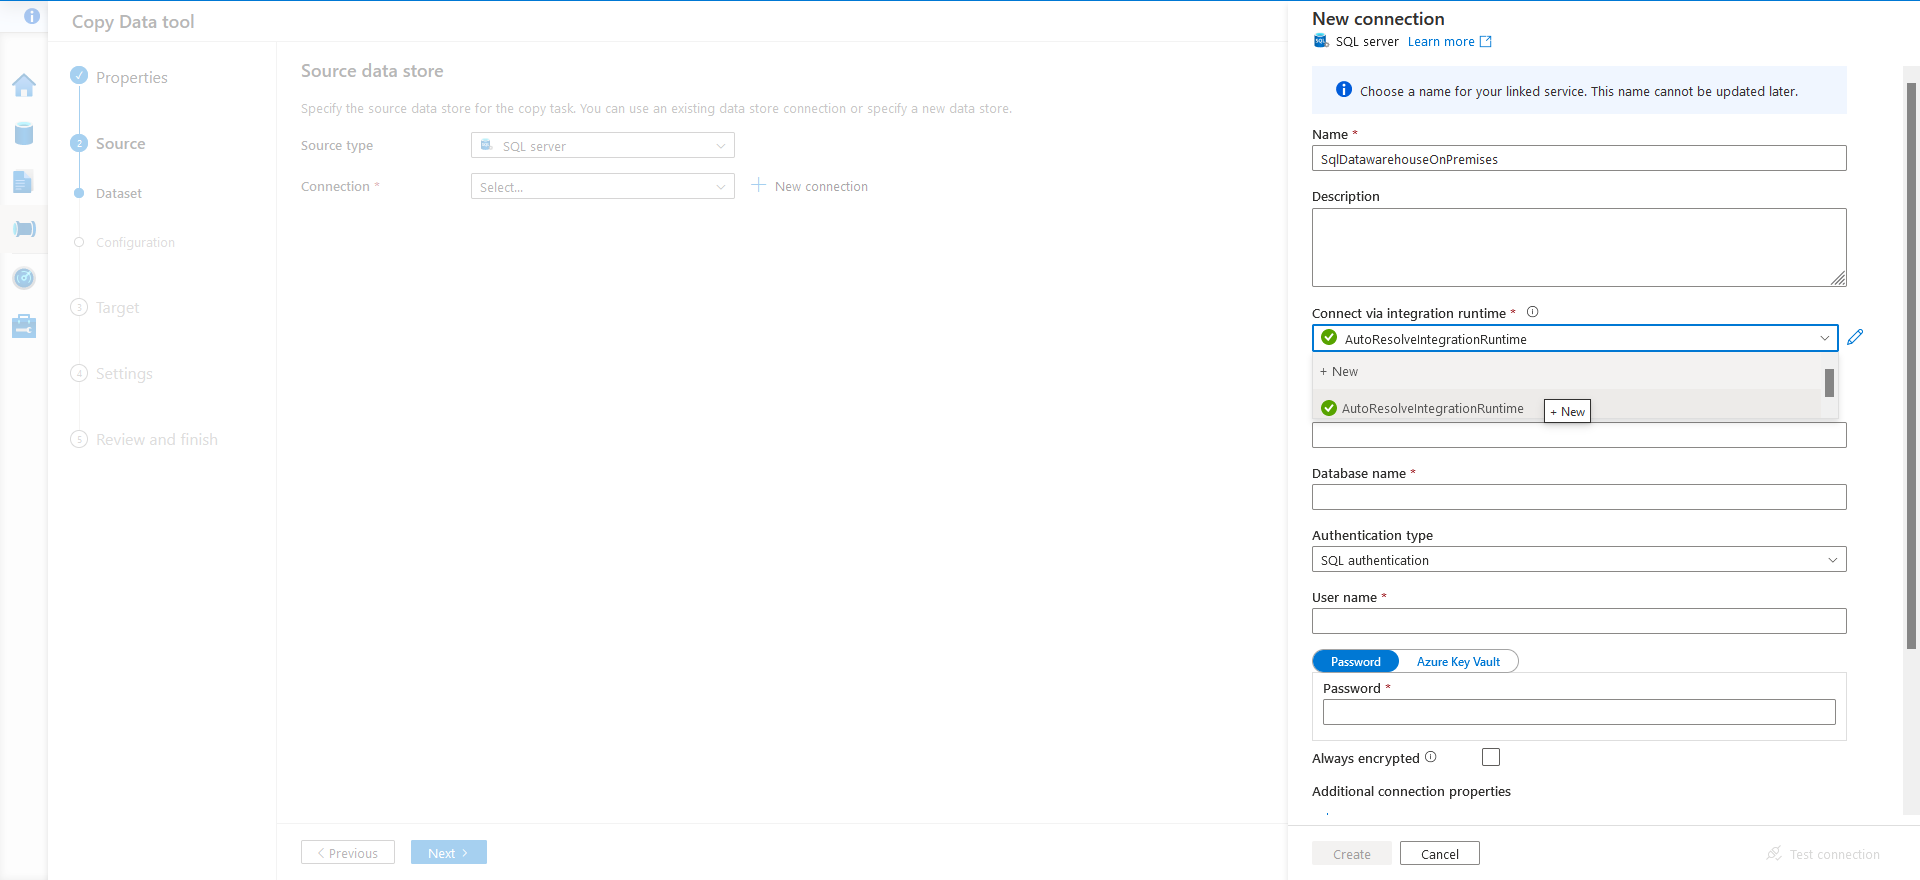 Copy Data tool
Properties
2 Source
Dataset
Configuration
3 Target
4 Settings
5 Review and finish
Source data store
Specify the source data store for the copy task. You can use an existing data store connection or specify a new data store.
Source type
SQL server
Connection *
Select...
New connection
< Previous
Next >
New connection
SQL server Learn more
Choose a name for your linked service. This name cannot be updated later.
Name *
SqlDatawarehouseOnPremises
Description
Connect via integration runtime *
AutoResolveIntegrationRuntime
+ New
AutoResolveIntegrationRuntime
+ New
Database name *
Authentication type
SQL authentication
User name *
Password
Azure Key Vault
Password *
Always encrypted
Additional connection properties
Create
Cancel
Test connection